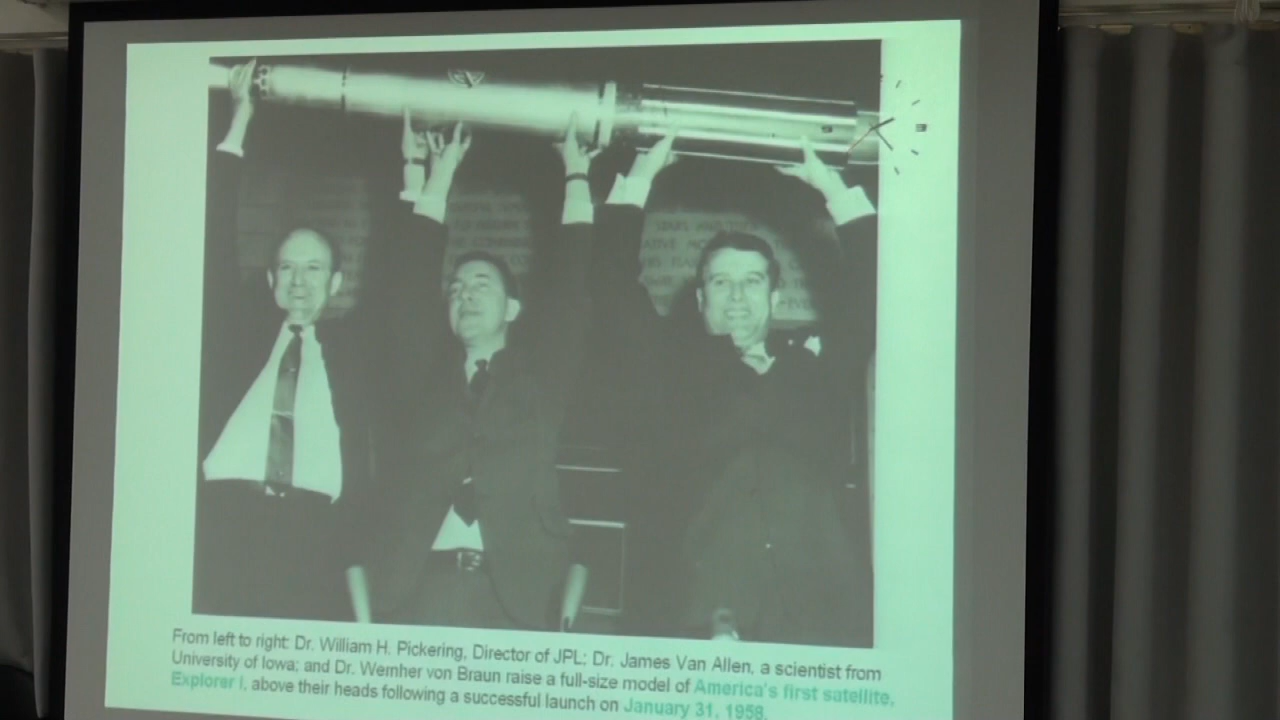 From left to right: Dr. William H. Pickering, Director of JPL; Dr. James Van Allen, a scientist from
University of Iowa; and Dr. Wernher von Braun raise a full-size model of America's first satellite,
Explorer I, above their heads following a successful launch on January 31, 1958.